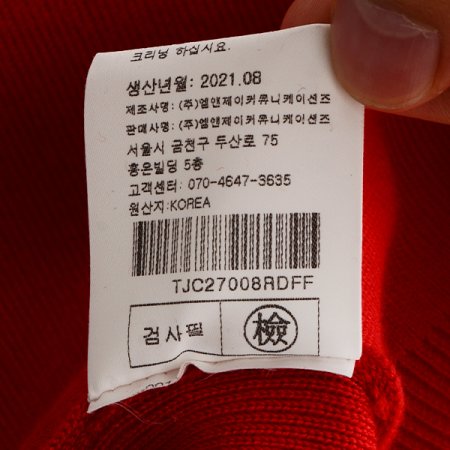 크리닝 하십시요.
생산년월: 2021.08
제조사명: (주)엠앤제이커뮤니케이션즈
판매사명: (주)엠앤제이커뮤니케이션즈
서울시 금천구 두산로 75
홍은빌딩 5층
고객센터: 070-4647-3635
원산지:KOREA
TJC27008RDFF
검사필 檢